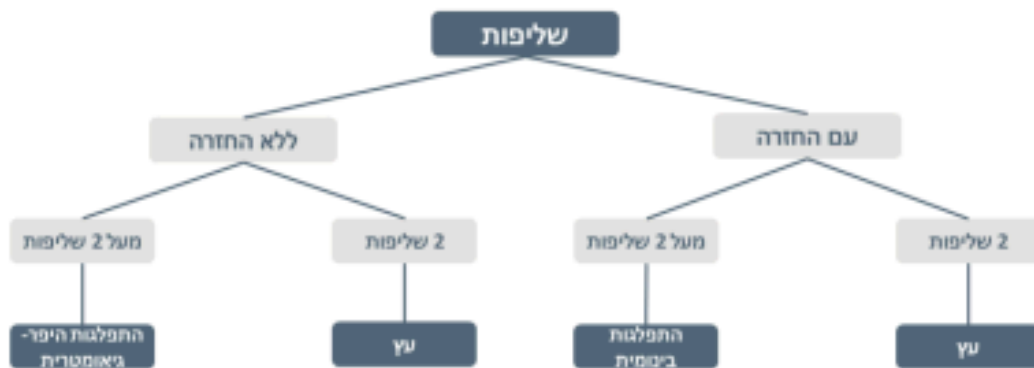 שליפות
עם החזרה
ללא החזרה
2 שליפות
מעל 2 שליפות
2 שליפות
מעל 2 שליפות
עץ
התפלגות
בינומית
עץ
התפלגות היפר-
גיאומטרית